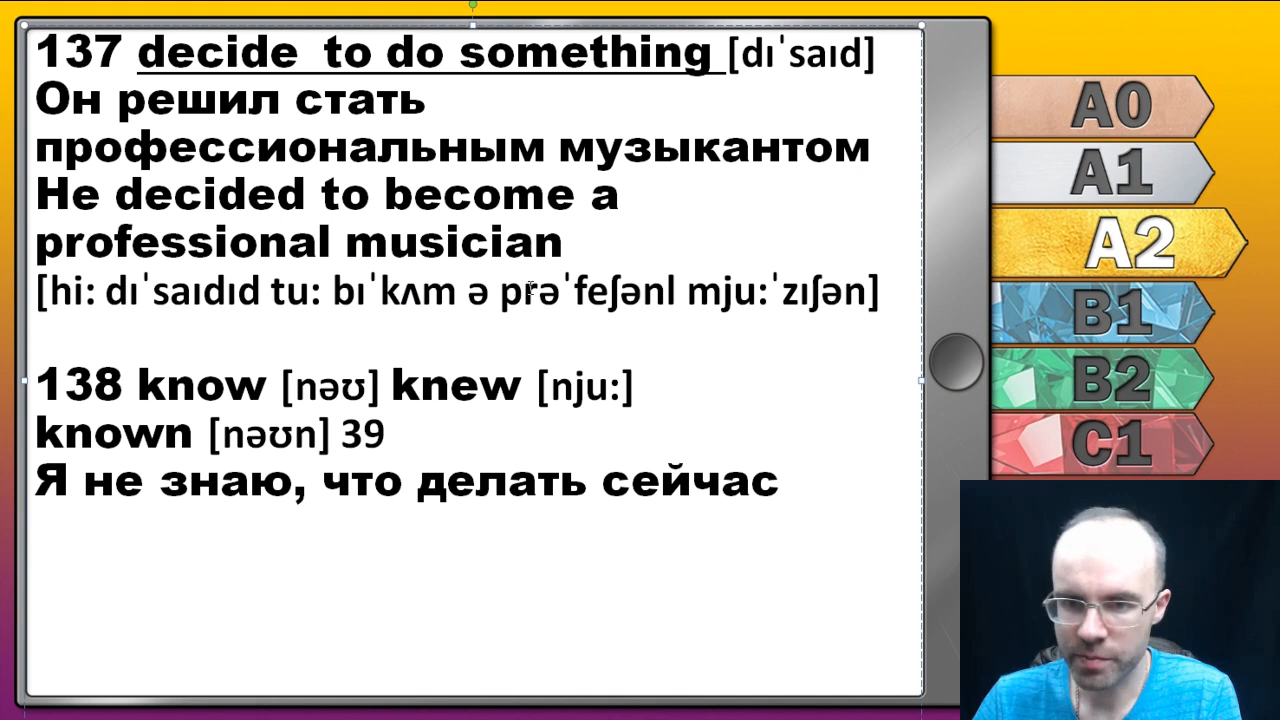 137 decide  to do something [dɪˈsaɪd]
Он решил стать
профессиональным музыкантом
He decided to become a
professional musician
[hi: dɪˈsaɪdɪd tu: bɪˈkʌm ə prəˈfeʃənl mju:ˈzɪʃən]
138 know [nəʊ] knew [nju:]
known [nəʊn] 39
Я не знаю, что делать сейчас
A0
A1
A2
B1
B2
C1